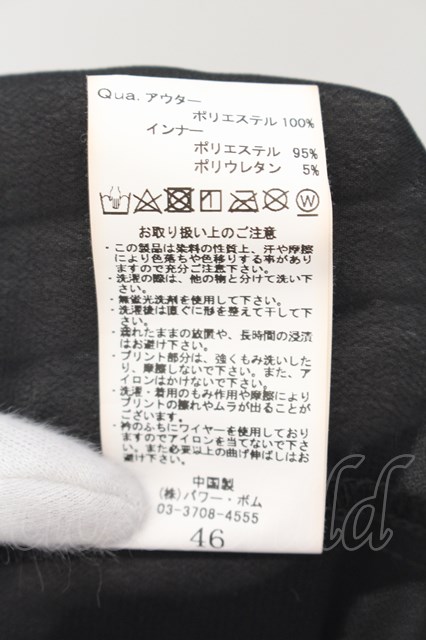 Qua. アウター
ポリエステル 100%
インナー
ポリエステル 95%
ポリウレタン 5%
W
お取り扱い上のご注意
・この製品は染料の性質上、汗や摩擦
により色落ちや色移りする事があり
ますので充分ご注意下さい。
・洗濯の際は、他の物と分けて洗い下
さい。
・無蛍光洗剤を使用して下さい。
・洗濯後は直ぐに形を整えて干して下
さい。
・濡れたままの放置や、長時間の浸漬
はお避け下さい。
・プリント部分は、強くもみ洗いした
り、摩擦しないで下さい。また、ア
イロンはかけないで下さい。
・洗濯・着用のもみ作用や摩擦により
プリントの擦れやムラが出ることが
ございます。
・衿のふちにワイヤーを使用しており
ますのでアイロンを当てないで下さ
い。また必要以上の曲げ伸ばしはお
避け下さい。
中国製
(株)パワー・ボム
03-3708-4555
46